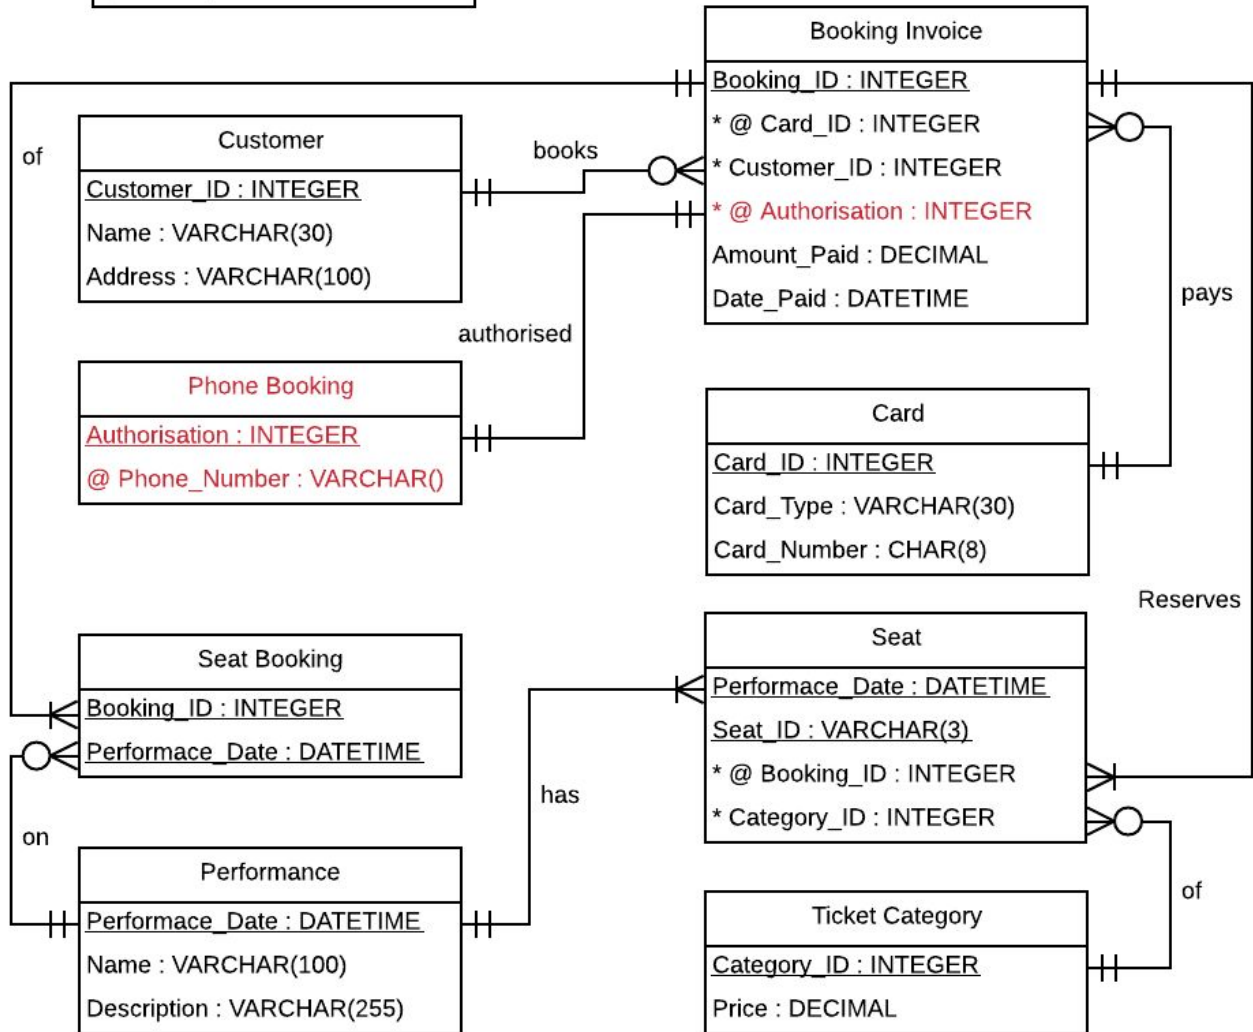 Booking Invoice
Booking_ID : INTEGER
* @ Card_ID : INTEGER
* Customer_ID : INTEGER
* @ Authorisation : INTEGER
Amount_Paid : DECIMAL
Date_Paid : DATETIME
of
Customer
Customer_ID : INTEGER
Name : VARCHAR(30)
Address : VARCHAR(100)
books
authorised
pays
Phone Booking
Authorisation : INTEGER
@ Phone_Number : VARCHAR()
Card
Card_ID : INTEGER
Card_Type : VARCHAR(30)
Card_Number : CHAR(8)
Reserves
Seat Booking
Booking_ID : INTEGER
Performace_Date : DATETIME
Seat
Performace_Date : DATETIME
Seat_ID : VARCHAR(3)
* @ Booking_ID : INTEGER
* Category_ID : INTEGER
has
on
Performance
Performace_Date : DATETIME
Name : VARCHAR(100)
Description : VARCHAR(255)
of
Ticket Category
Category_ID : INTEGER
Price : DECIMAL